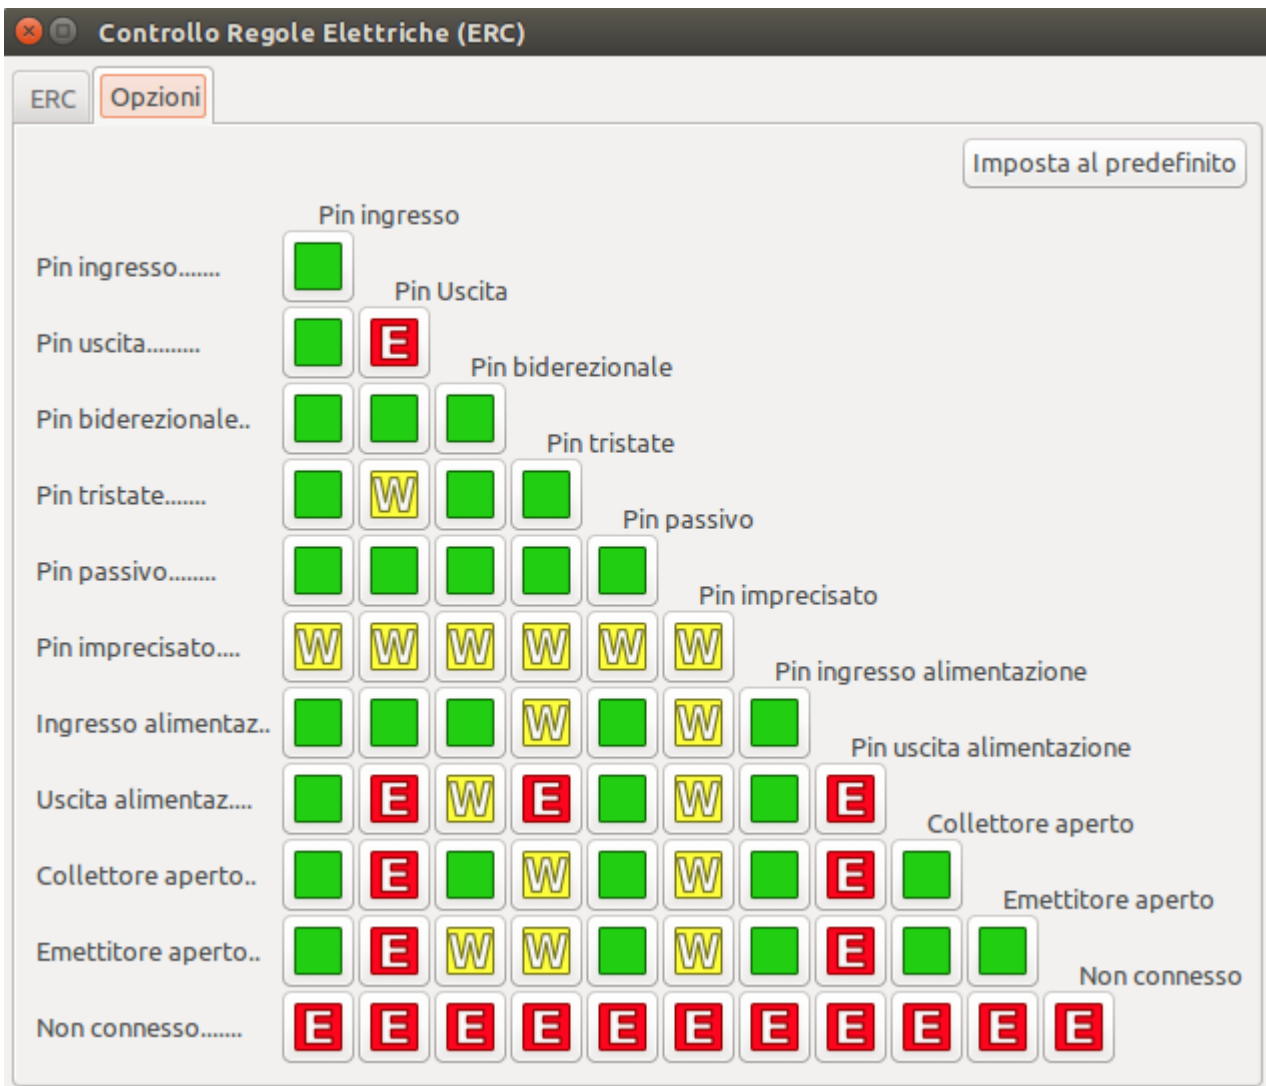 Controllo Regole Elettriche (ERC)
ERC Opzioni
Imposta al predefinito
Pin ingresso
Pin ingresso.......
Pin Uscita
Pin uscita......... E
Pin biderezionale
Pin biderezionale..
Pin tristate
Pin tristate....... W
Pin passivo
Pin passivo........
Pin imprecisato
Pin imprecisato.... W W W W W W
Pin ingresso alimentazione
Ingresso alimentaz.. W W
Pin uscita alimentazione
Uscita alimentaz.... E W E W E
Collettore aperto
Collettore aperto.. E W W E
Emettitore aperto
Emettitore aperto.. E W W W E
Non connesso
Non connesso....... E E E E E E E E E E E